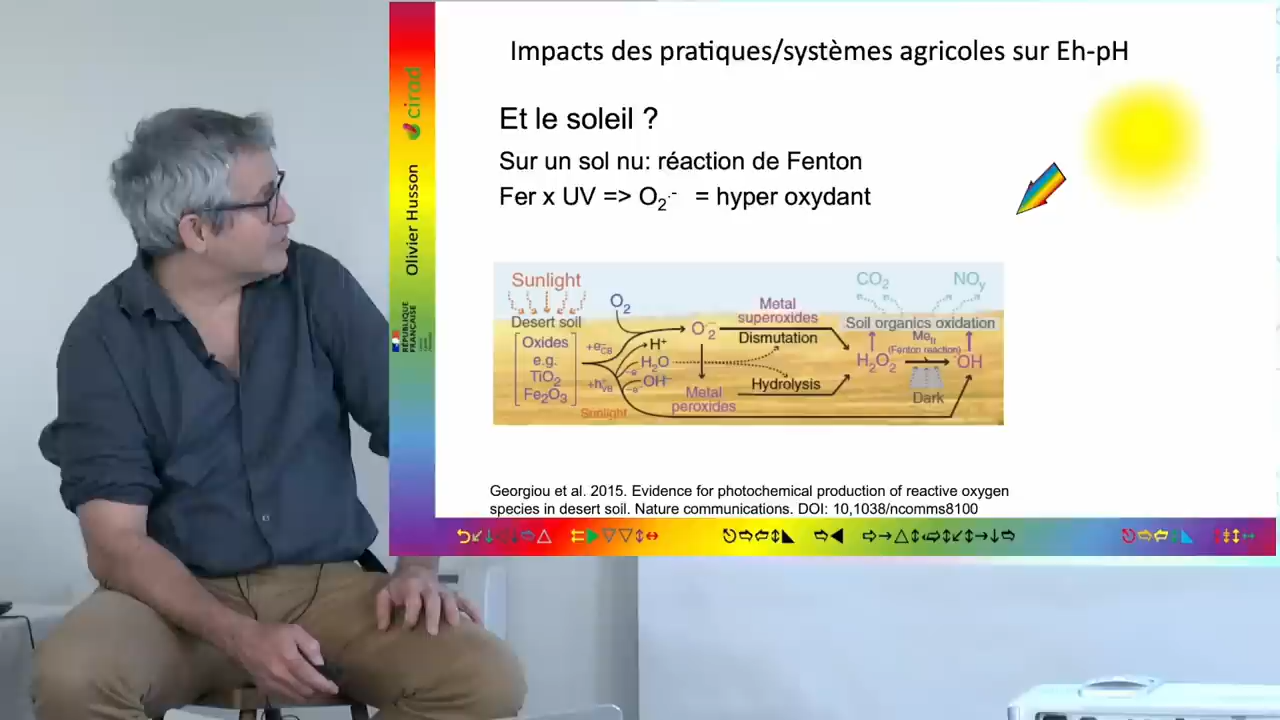 Impacts des pratiques/systèmes agricoles sur Eh-pH
cirad
Olivier Husson
RÉPUBLIQUE
FRANÇAISE
Et le soleil ?
Sur un sol nu: réaction de Fenton
Fer x UV => O2.- = hyper oxydant
Sunlight
Desert soil
Oxides
e.g.
TiO2
Fe2O3
O2
+e-CB
+h+VB
Sunlight
H+
H2O
-e-
OH-
-e-
O2.-
Metal
superoxides
Dismutation
Hydrolysis
Metal
peroxides
CO2
NOy
Soil organics oxidation
MeII
(Fenton reaction)
H2O2
·OH
Dark
Georgiou et al. 2015. Evidence for photochemical production of reactive oxygen
species in desert soil. Nature communications. DOI: 10,1038/ncomms8100